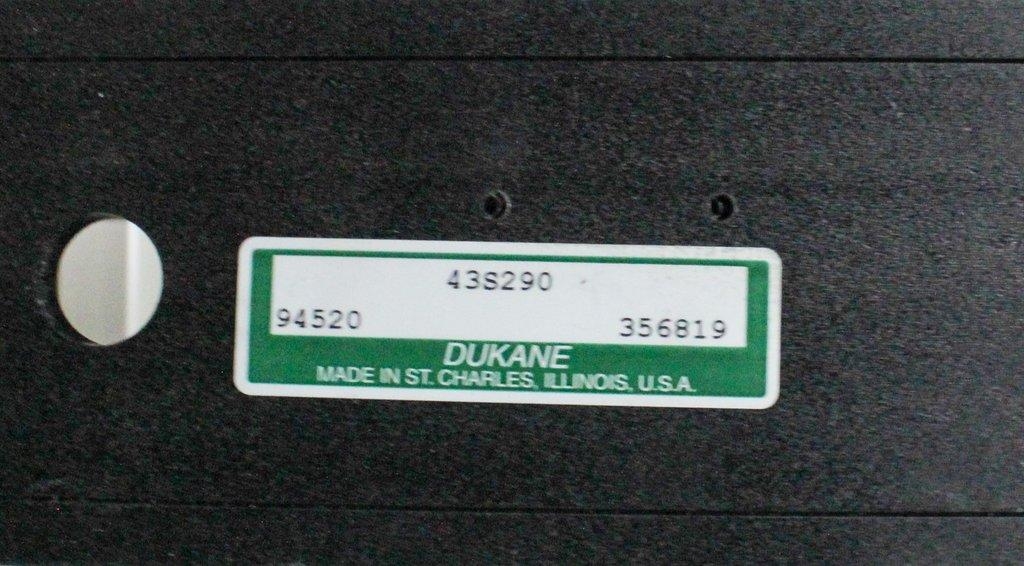 43S290
94520 356819
DUKANE
MADE IN ST. CHARLES, ILLINOIS, U.S.A.